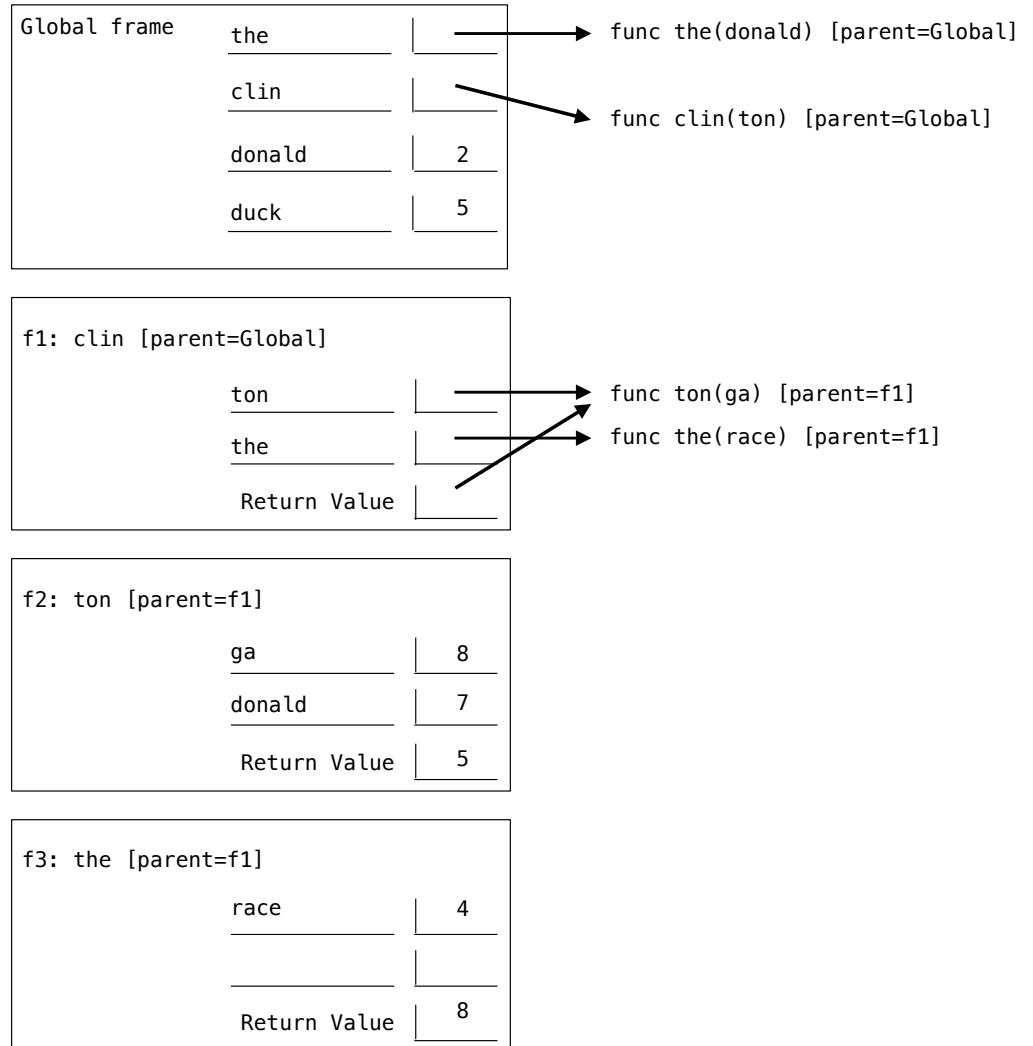 Global frame
the
func the(donald) [parent=Global]
clin
func clin(ton) [parent=Global]
donald 2
duck 5
f1: clin [parent=Global]
ton
func ton(ga) [parent=f1]
the
func the(race) [parent=f1]
Return Value
f2: ton [parent=f1]
ga 8
donald 7
Return Value 5
f3: the [parent=f1]
race 4
Return Value 8